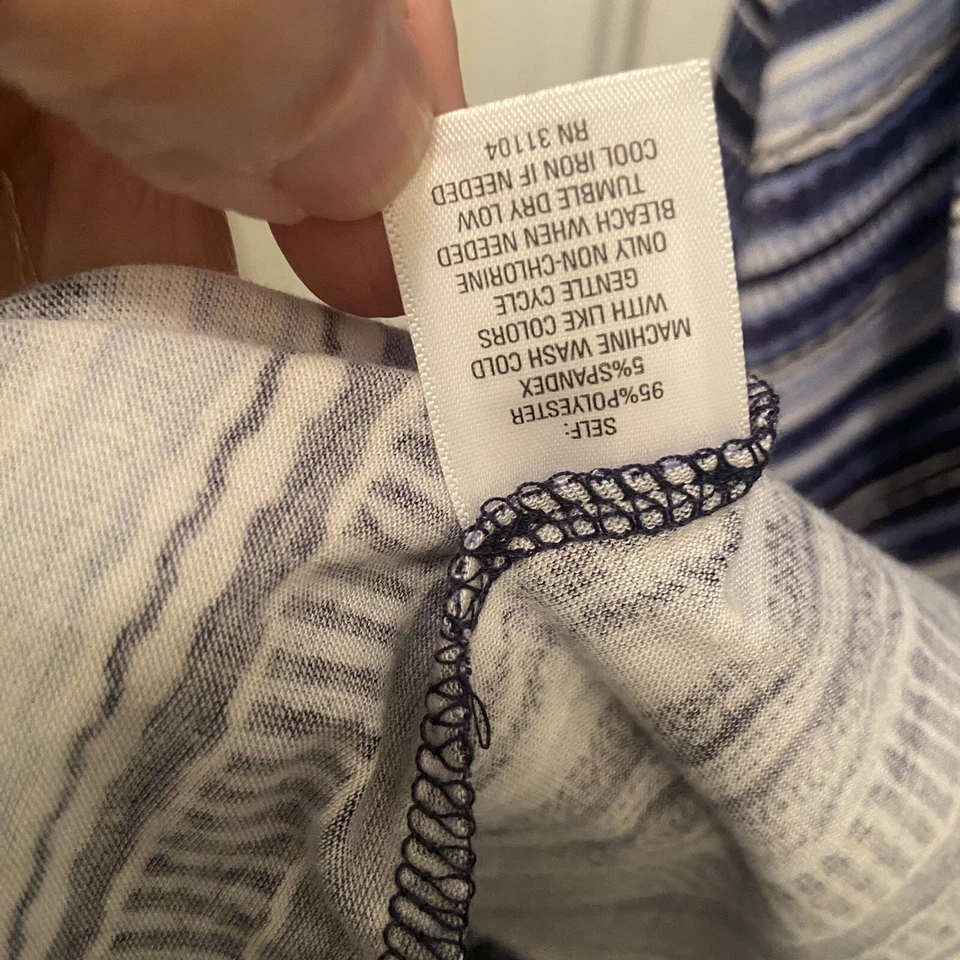 SELF:
95%POLYESTER
5%SPANDEX
MACHINE WASH COLD
WITH LIKE COLORS
GENTLE CYCLE
ONLY NON-CHLORINE
BLEACH WHEN NEEDED
TUMBLE DRY LOW
COOL IRON IF NEEDED
RN 31104